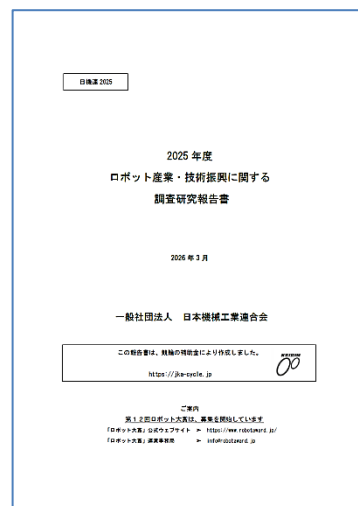 日機連 2025
2025 年度
ロボット産業・技術振興に関する
調査研究報告書
2026 年 3 月
一般社団法人　日本機械工業連合会
この報告書は、競輪の補助金により作成しました。
KEIRIN
https://jka-cycle.jp
ご案内
第１２回ロボット大賞は、募集を開始しています
「ロボット大賞」公式ウェブサイト ➢ https://www.robotaward.jp/
「ロボット大賞」運営事務局 ➢ info@robotaward.jp